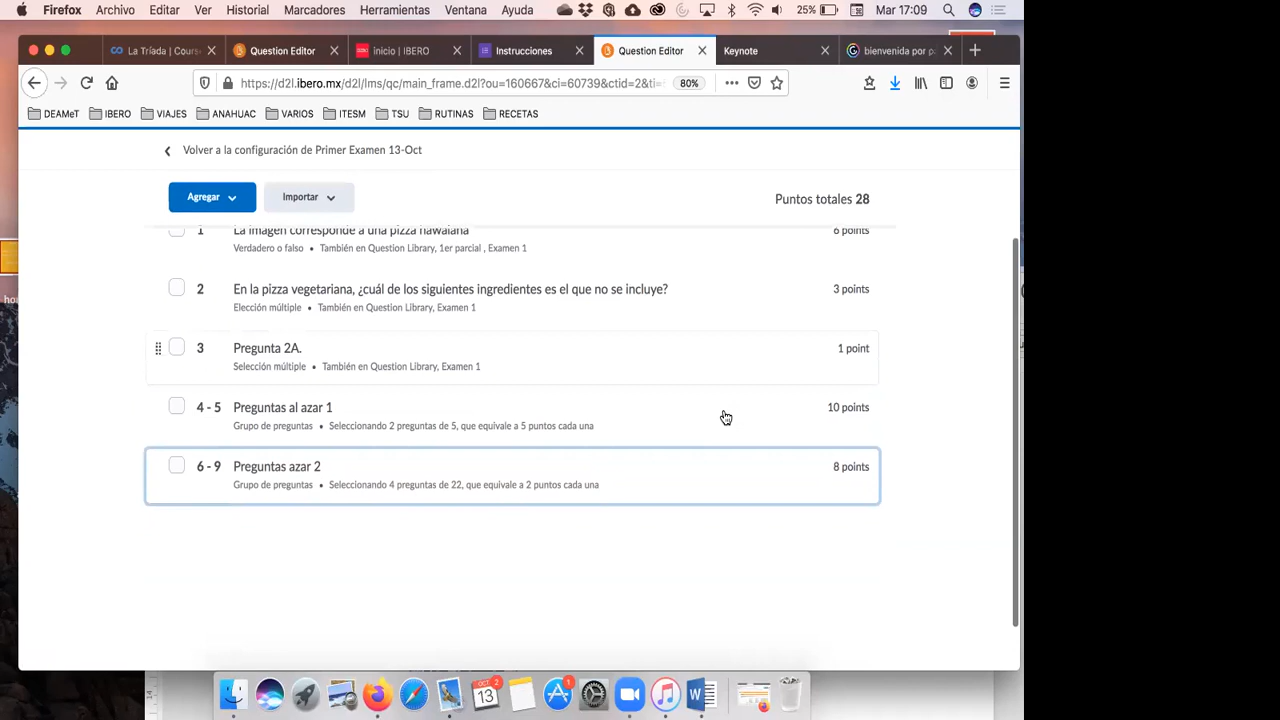 Firefox Archivo Editar Ver Historial Marcadores Herramientas Ventana Ayuda 25% Mar 17:09
La Tríada | Cours Question Editor inicio | IBERO Instrucciones Question Editor Keynote bienvenida por p
https://d2l.ibero.mx/d2l/lms/qc/main_frame.d2l?ou=160667&ci=60739&ctid=2&ti= 80%
DEAMeT IBERO VIAJES ANAHUAC VARIOS ITESM TSU RUTINAS RECETAS
Volver a la configuración de Primer Examen 13-Oct
Agregar Importar Puntos totales 28
1 La imagen corresponde a una pizza hawaiana 6 points
Verdadero o falso • También en Question Library, 1er parcial , Examen 1
2 En la pizza vegetariana, ¿cuál de los siguientes ingredientes es el que no se incluye? 3 points
Elección múltiple • También en Question Library, Examen 1
3 Pregunta 2A. 1 point
Selección múltiple • También en Question Library, Examen 1
4 - 5 Preguntas al azar 1 10 points
Grupo de preguntas • Seleccionando 2 preguntas de 5, que equivale a 5 puntos cada una
6 - 9 Preguntas azar 2 8 points
Grupo de preguntas • Seleccionando 4 preguntas de 22, que equivale a 2 puntos cada una
OCT 2
13 1
14